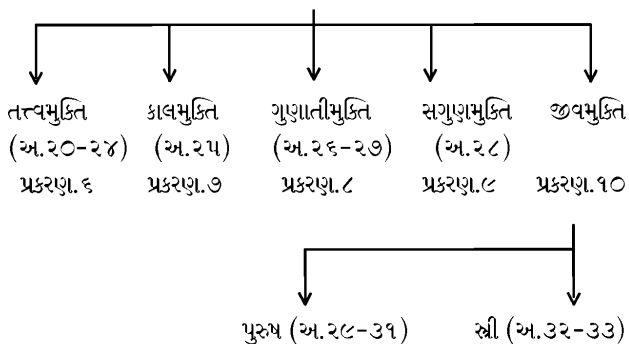 તત્ત્વમુક્તિ કાલમુક્તિ ગુણાતીમુક્તિ સગુણમુક્તિ જીવમુક્તિ
(અ.૨૦-૨૪) (અ.૨૫) (અ.૨૬-૨૭) (અ.૨૮)
પ્રકરણ.૬ પ્રકરણ.૭ પ્રકરણ.૮ પ્રકરણ.૯ પ્રકરણ.૧૦
પુરુષ (અ.૨૯-૩૧) સ્ત્રી (અ.૩૨-૩૩)